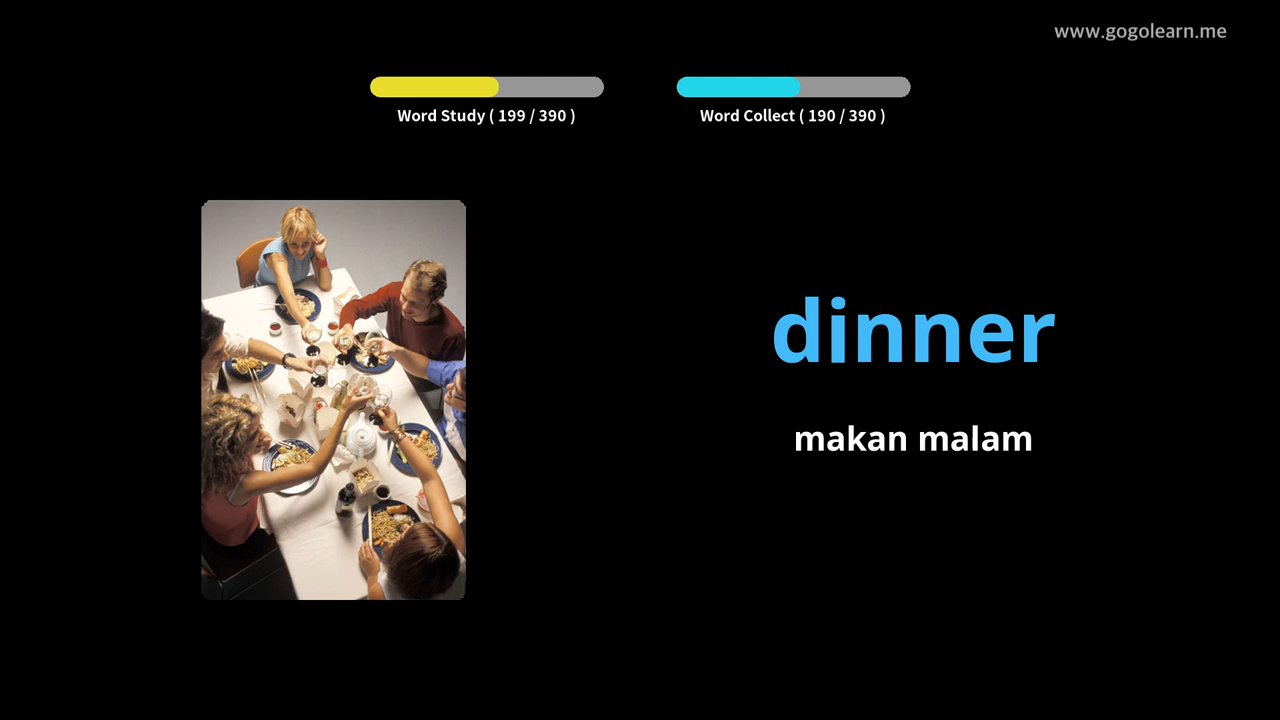 www.gogolearn.me
Word Study ( 199 / 390 )
Word Collect ( 190 / 390 )
dinner
makan malam